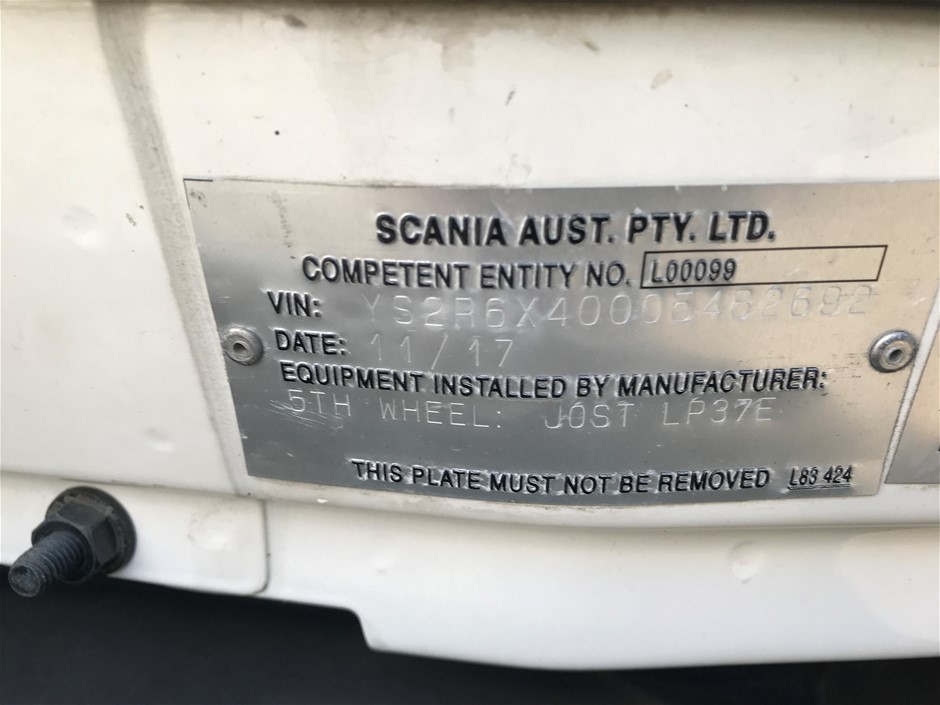 SCANIA AUST. PTY. LTD.
COMPETENT ENTITY NO. L00099
VIN: YS2R6X40005482692
DATE: 11/17
EQUIPMENT INSTALLED BY MANUFACTURER:
5TH WHEEL: JOST LP37E
THIS PLATE MUST NOT BE REMOVED L83 424